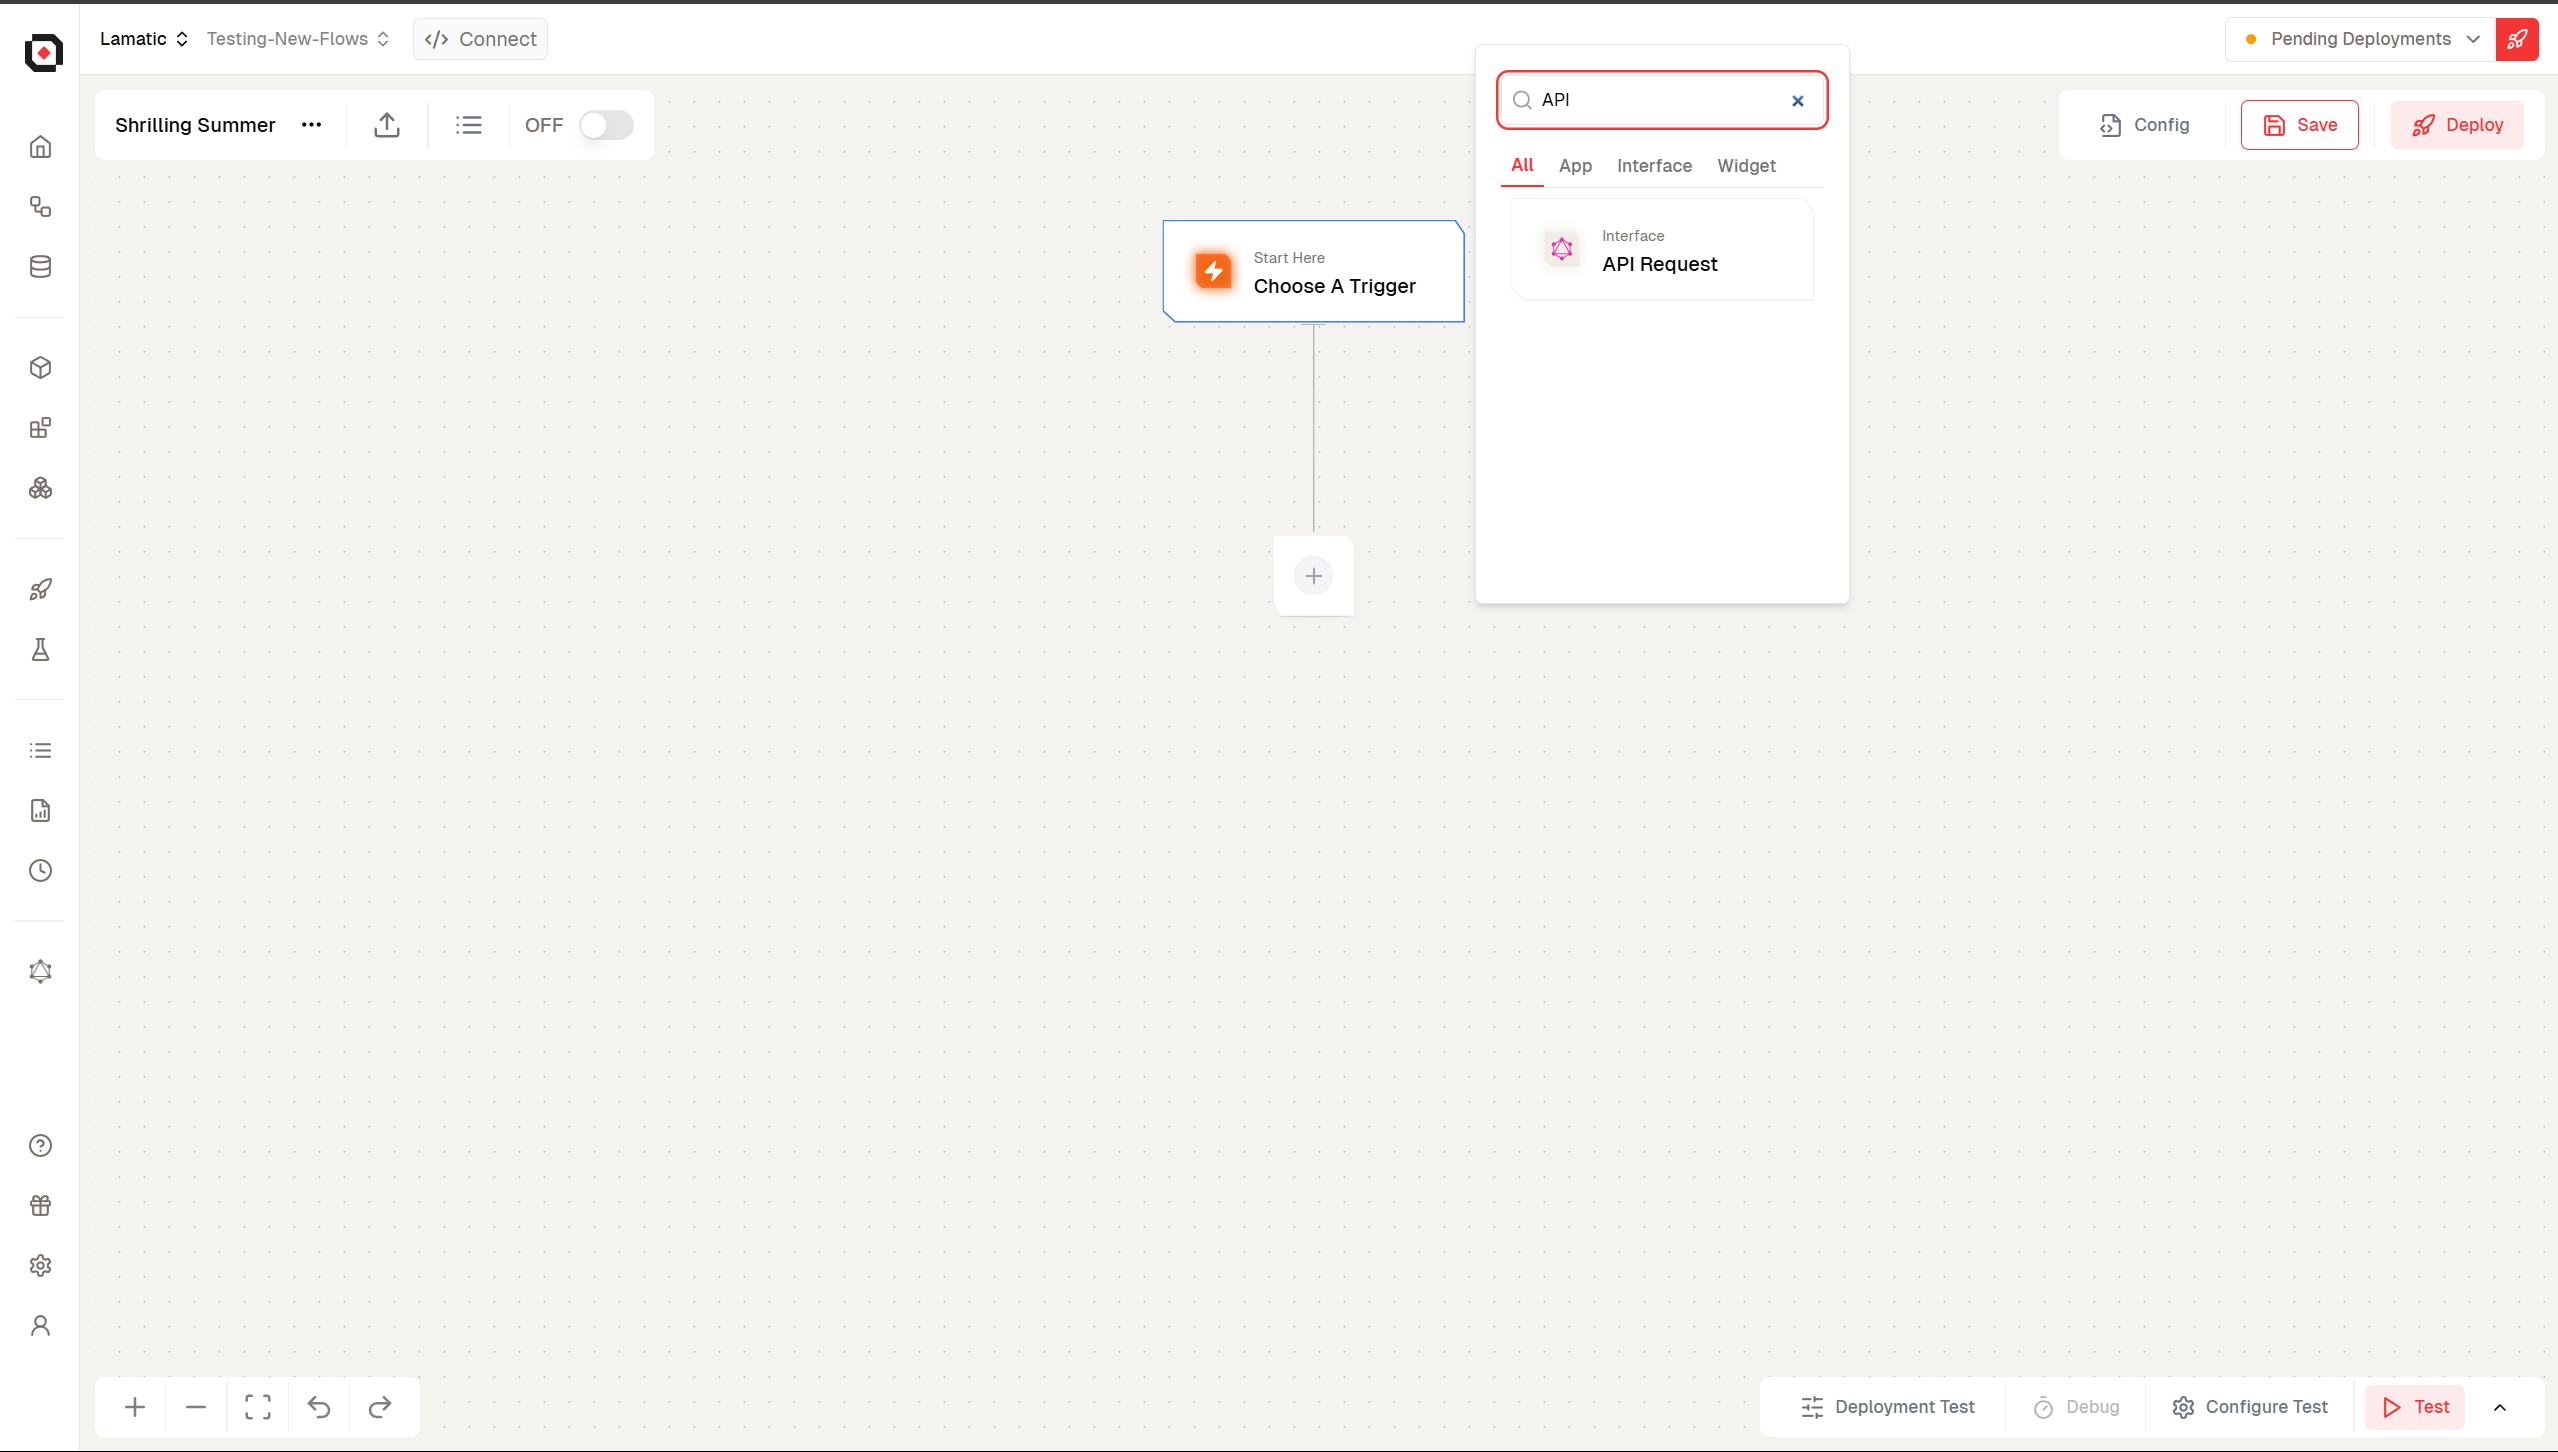 Lamatic
Testing-New-Flows
Connect
Pending Deployments
Shrilling Summer
OFF
Config
Save
Deploy
API
All
App
Interface
Widget
Interface
API Request
Start Here
Choose A Trigger
Deployment Test
Debug
Configure Test
Test